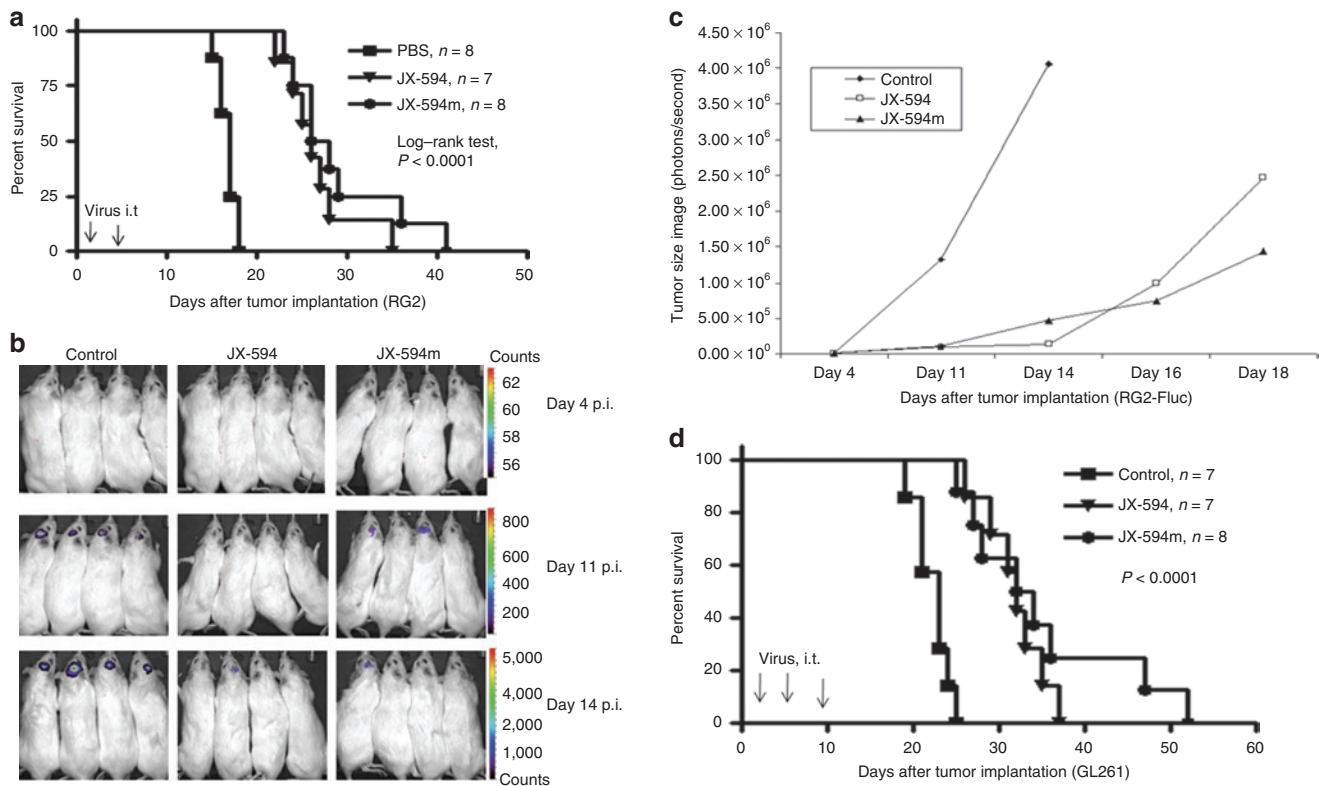 a
100
75
50
25
0
Percent survival
PBS, n = 8
JX-594, n = 7
JX-594m, n = 8
Log–rank test,
P < 0.0001
Virus i.t
0 10 20 30 40 50
Days after tumor implantation (RG2)
b
Control JX-594 JX-594m Counts
62
60
58
56
Day 4 p.i.
800
600
400
200
Day 11 p.i.
5,000
4,000
2,000
1,000
Counts
Day 14 p.i.
c
4.50 × 10⁶
4.00 × 10⁶
3.50 × 10⁶
3.00 × 10⁶
2.50 × 10⁶
2.00 × 10⁶
1.50 × 10⁶
1.00 × 10⁶
5.00 × 10⁵
0.00 × 10⁰
Tumor size image (photons/second)
Control
JX-594
JX-594m
Day 4 Day 11 Day 14 Day 16 Day 18
Days after tumor implantation (RG2-Fluc)
d
100
80
60
40
20
0
Percent survival
Control, n = 7
JX-594, n = 7
JX-594m, n = 8
P < 0.0001
Virus, i.t.
0 10 20 30 40 50 60
Days after tumor implantation (GL261)